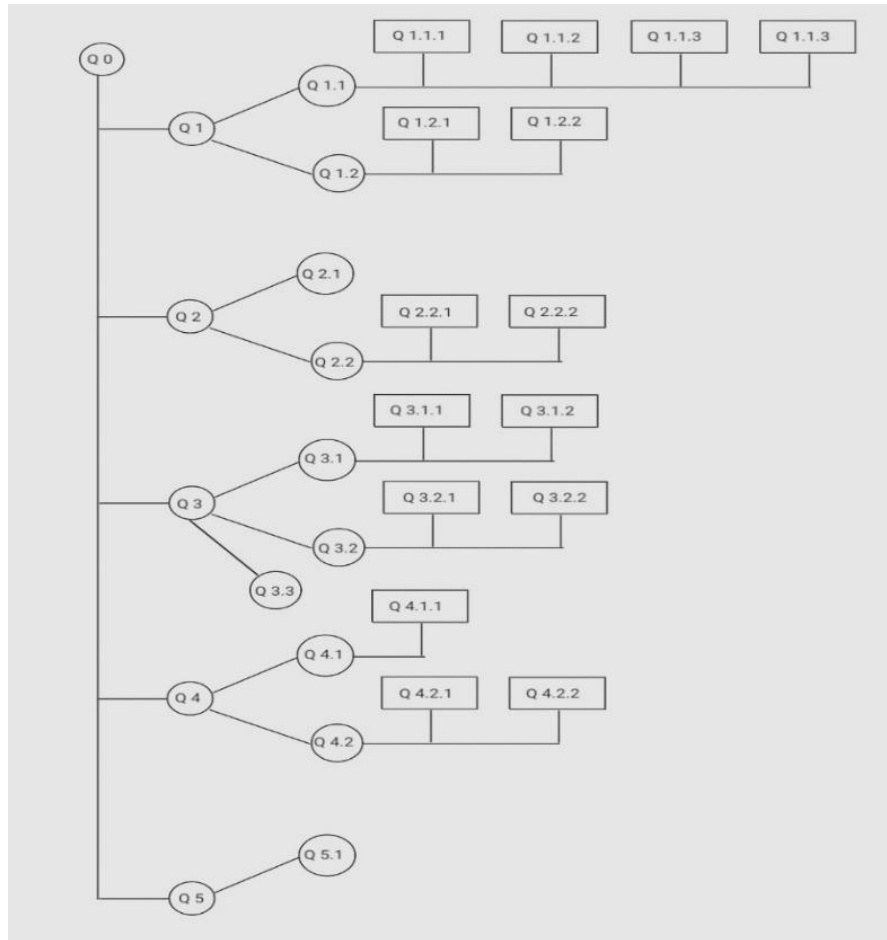 Q 1.1.1 Q 1.1.2 Q 1.1.3 Q 1.1.3
Q 0
Q 1.1
Q 1.2.1 Q 1.2.2
Q 1
Q 1.2
Q 2.1
Q 2.2.1 Q 2.2.2
Q 2
Q 2.2
Q 3.1.1 Q 3.1.2
Q 3.1
Q 3.2.1 Q 3.2.2
Q 3
Q 3.2
Q 3.3
Q 4.1.1
Q 4.1
Q 4.2.1 Q 4.2.2
Q 4
Q 4.2
Q 5.1
Q 5